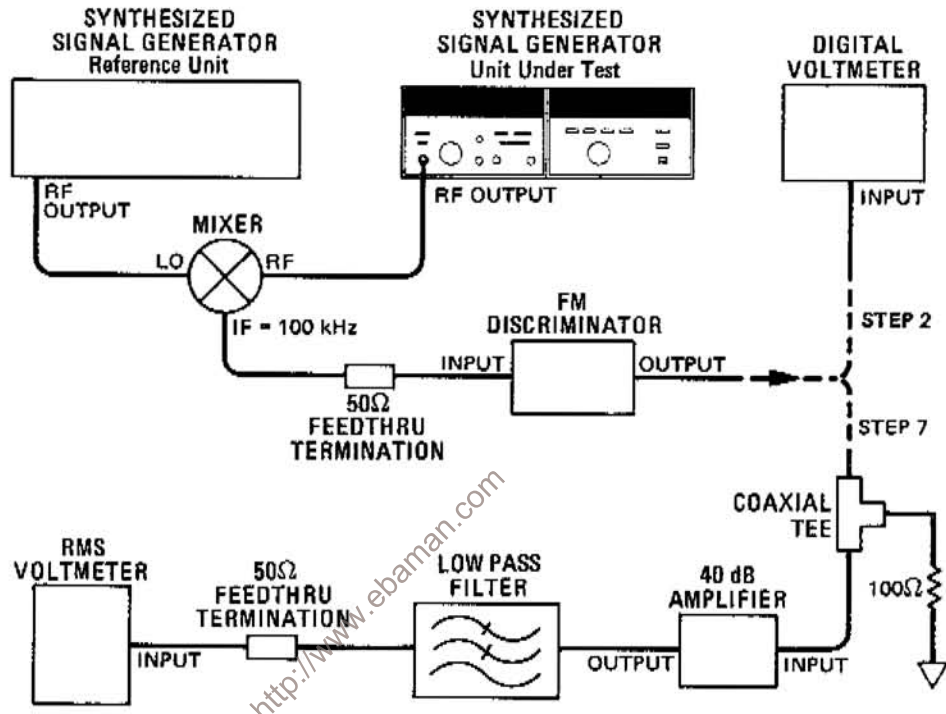 SYNTHESIZED
SIGNAL GENERATOR
Reference Unit
SYNTHESIZED
SIGNAL GENERATOR
Unit Under Test
DIGITAL
VOLTMETER
RF
OUTPUT
RF OUTPUT
INPUT
MIXER
LO
RF
IF = 100 kHz
FM
DISCRIMINATOR
STEP 2
INPUT
OUTPUT
50Ω
FEEDTHRU
TERMINATION
STEP 7
COAXIAL
TEE
100Ω
RMS
VOLTMETER
50Ω
FEEDTHRU
TERMINATION
LOW PASS
FILTER
40 dB
AMPLIFIER
INPUT
OUTPUT
INPUT
http://www.ebaman.com